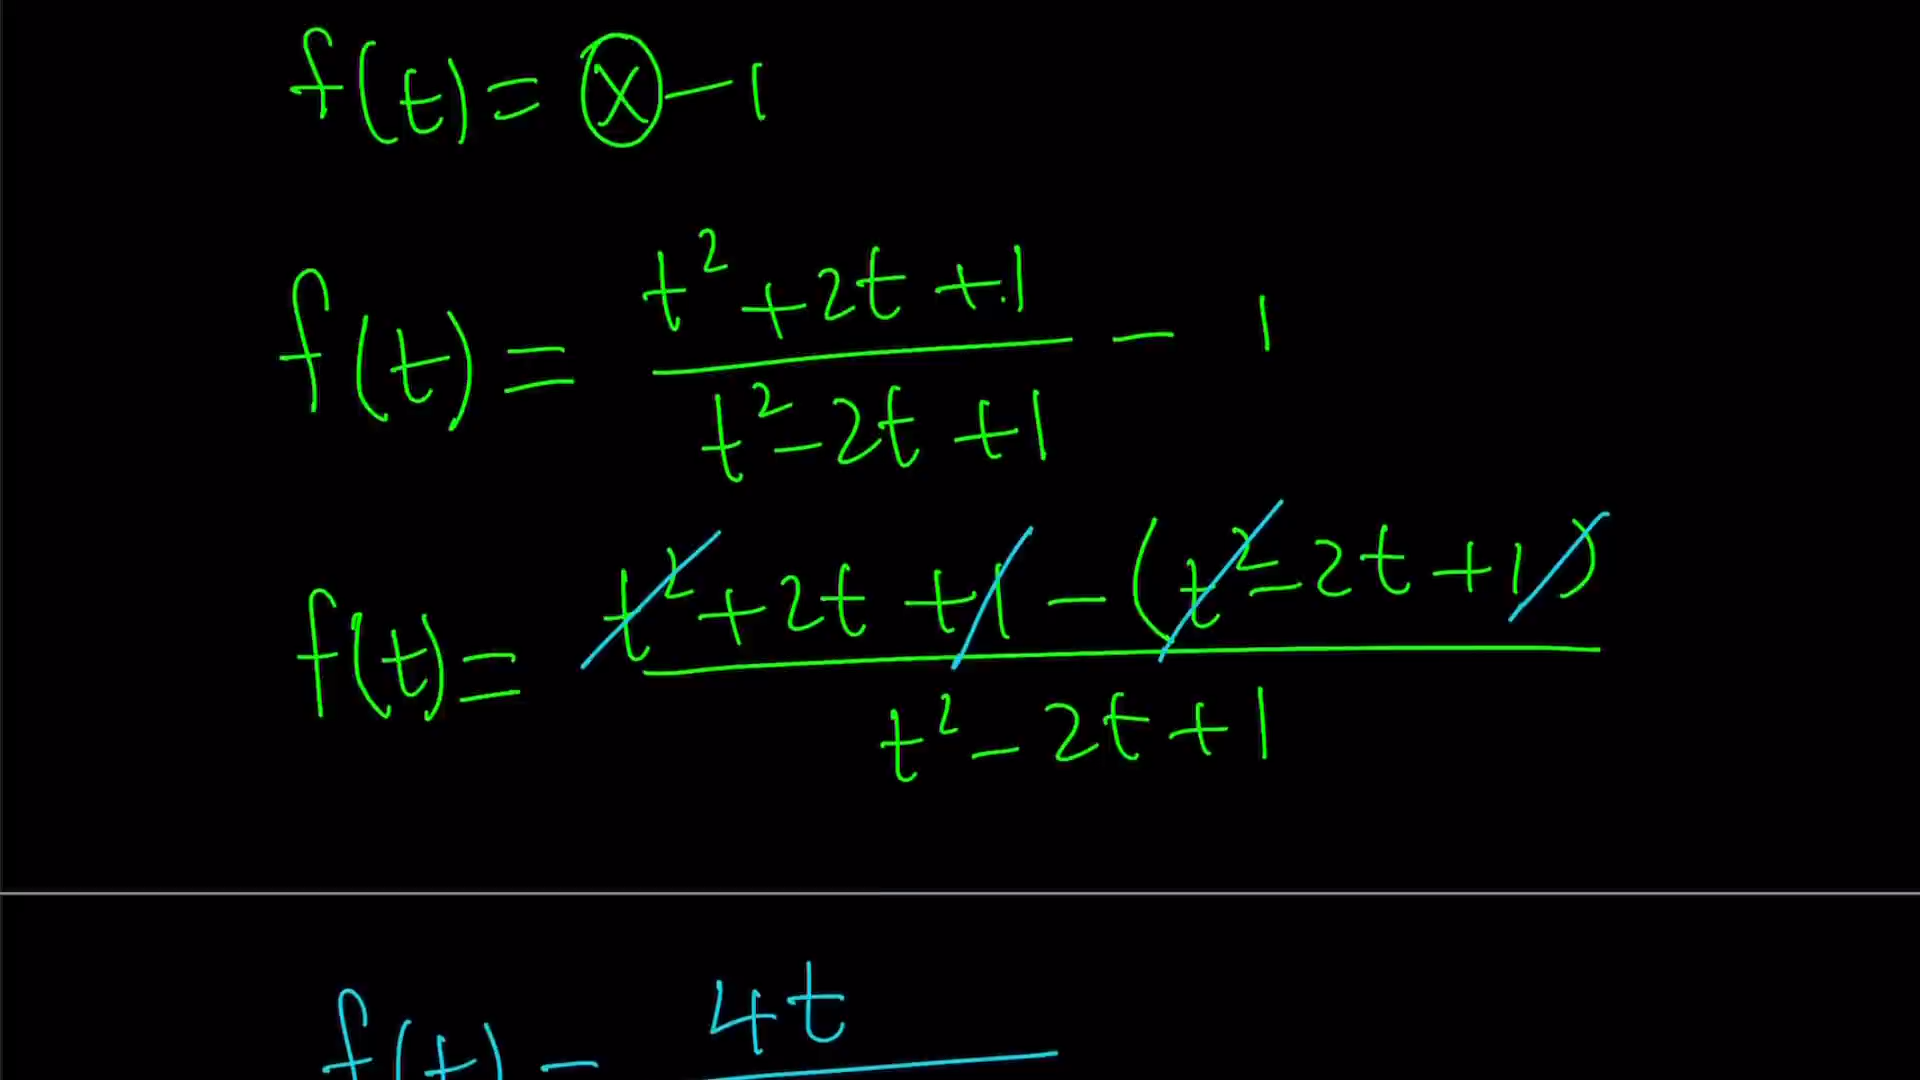 f(t) = x - 1
f(t) = (t² + 2t + 1)/(t² - 2t + 1) - 1
f(t) = (t² + 2t + 1 - (t² - 2t + 1))/(t² - 2t + 1)
f(t) = 4t